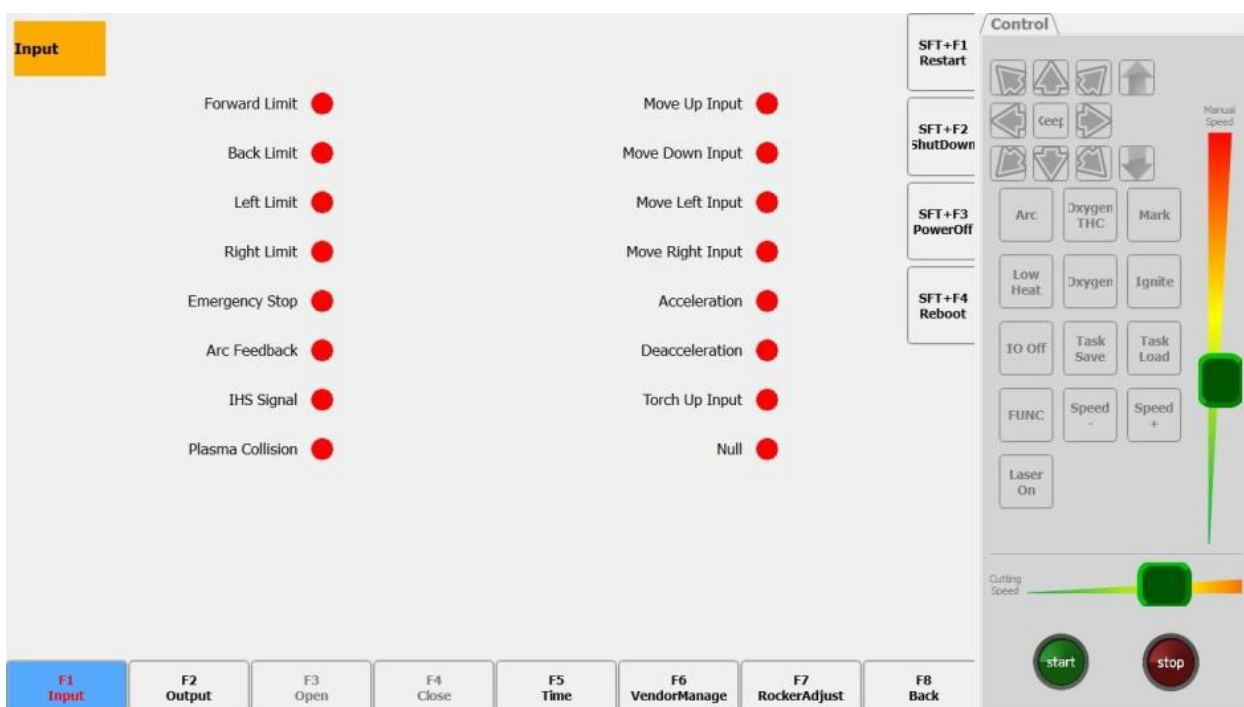 Input
Forward Limit
Back Limit
Left Limit
Right Limit
Emergency Stop
Arc Feedback
IHS Signal
Plasma Collision
Move Up Input
Move Down Input
Move Left Input
Move Right Input
Acceleration
Deacceleration
Torch Up Input
Null
SFT+F1
Restart
SFT+F2
ShutDown
SFT+F3
PowerOff
SFT+F4
Reboot
Control
Keep
Manual
Speed
Arc
Oxygen
THC
Mark
Low
Heat
Oxygen
Ignite
IO Off
Task
Save
Task
Load
FUNC
Speed
-
Speed
+
Laser
On
Cutting
Speed
start
stop
F1
Input
F2
Output
F3
Open
F4
Close
F5
Time
F6
VendorManage
F7
RockerAdjust
F8
Back